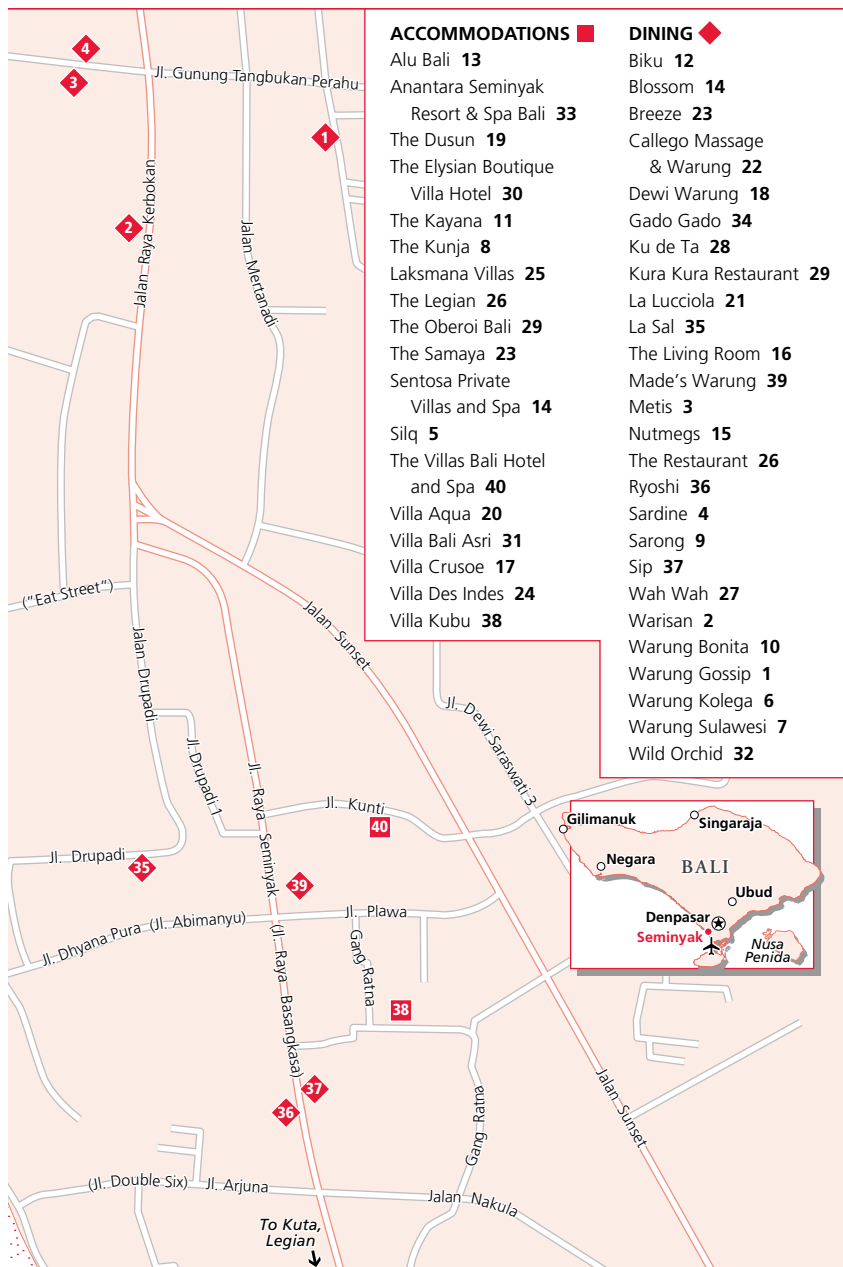 ACCOMMODATIONS
Alu Bali 13
Anantara Seminyak
Resort & Spa Bali 33
The Dusun 19
The Elysian Boutique
Villa Hotel 30
The Kayana 11
The Kunja 8
Laksmana Villas 25
The Legian 26
The Oberoi Bali 29
The Samaya 23
Sentosa Private
Villas and Spa 14
Silq 5
The Villas Bali Hotel
and Spa 40
Villa Aqua 20
Villa Bali Asri 31
Villa Crusoe 17
Villa Des Indes 24
Villa Kubu 38
DINING
Biku 12
Blossom 14
Breeze 23
Callego Massage
& Warung 22
Dewi Warung 18
Gado Gado 34
Ku de Ta 28
Kura Kura Restaurant 29
La Lucciola 21
La Sal 35
The Living Room 16
Made's Warung 39
Metis 3
Nutmegs 15
The Restaurant 26
Ryoshi 36
Sardine 4
Sarong 9
Sip 37
Wah Wah 27
Warisan 2
Warung Bonita 10
Warung Gossip 1
Warung Kolega 6
Warung Sulawesi 7
Wild Orchid 32
4
3
Jl. Gunung Tangbukan Perahu
1
2
Jalan Raya Kerbokan
Jalan Mertanadi
("Eat Street")
Jalan Drupadi
Jalan Sunset
Jl. Dewi Saraswati 3
Jl. Drupadi 1
Jl. Raya Seminyak
(Jl. Raya Basangkasa)
Jl. Kunti
40
Jl. Drupadi
35
39
Jl. Dhyana Pura (Jl. Abimanyu)
Jl. Plawa
Gang Ratna
38
37
36
Gang Ratna
Jalan Sunset
(Jl. Double Six) Jl. Arjuna
Jalan Nakula
To Kuta,
Legian
Gilimanuk
Singaraja
Negara
BALI
Ubud
Denpasar
Seminyak
Nusa
Penida